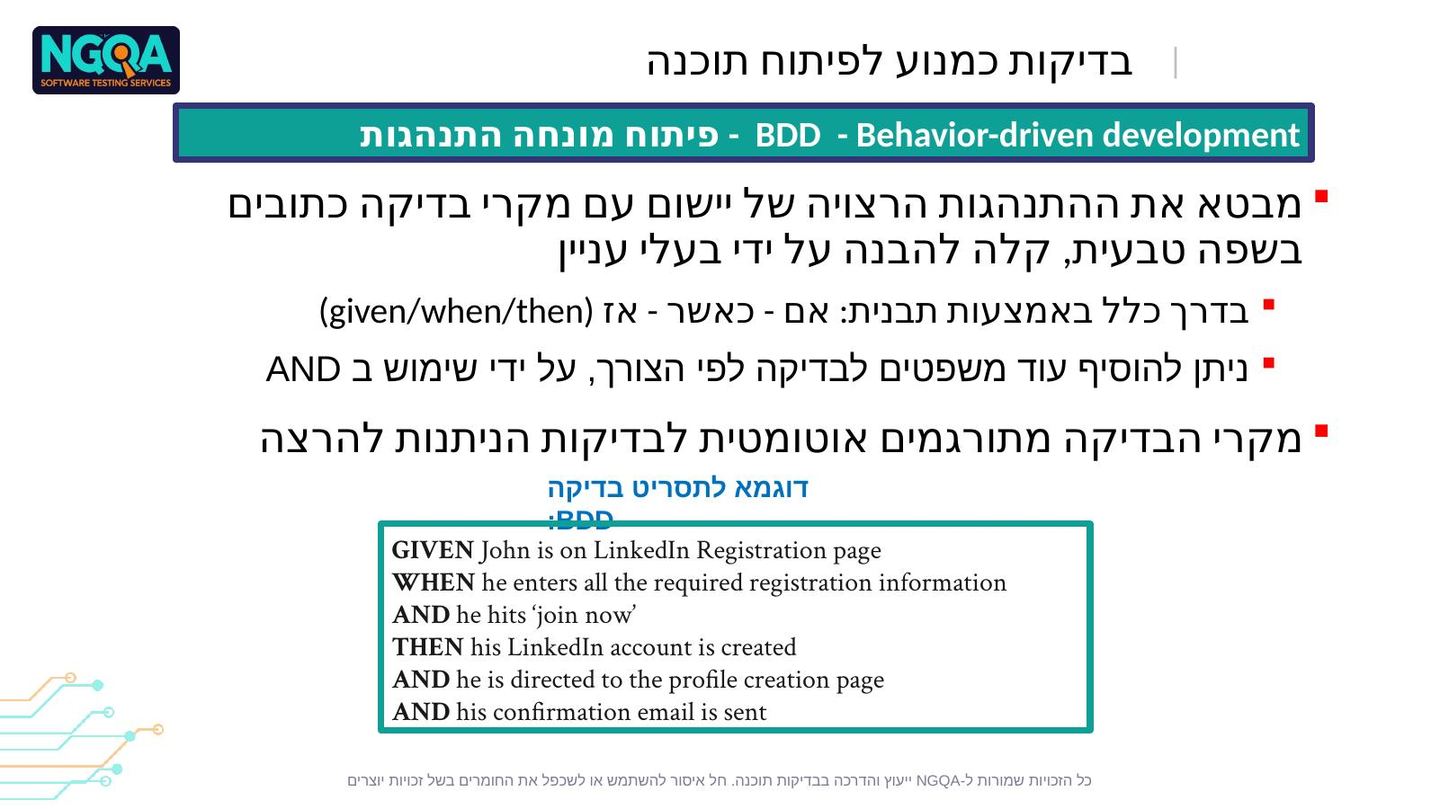 NGQA
SOFTWARE TESTING SERVICES
בדיקות כמנוע לפיתוח תוכנה
BDD - Behavior-driven development - פיתוח מונחה התנהגות
מבטא את ההתנהגות הרצויה של יישום עם מקרי בדיקה כתובים
בשפה טבעית, קלה להבנה על ידי בעלי עניין
בדרך כלל באמצעות תבנית: אם - כאשר - אז (given/when/then)
ניתן להוסיף עוד משפטים לבדיקה לפי הצורך, על ידי שימוש ב AND
מקרי הבדיקה מתורגמים אוטומטית לבדיקות הניתנות להרצה
דוגמא לתסריט בדיקה
BDD:
GIVEN John is on LinkedIn Registration page
WHEN he enters all the required registration information
AND he hits ‘join now’
THEN his LinkedIn account is created
AND he is directed to the profile creation page
AND his confirmation email is sent
כל הזכויות שמורות ל-NGQA ייעוץ והדרכה בבדיקות תוכנה. חל איסור להשתמש או לשכפל את החומרים בשל זכויות יוצרים